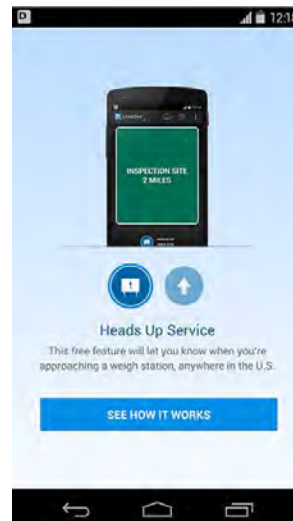 12:18
INSPECTION SITE
2 MILES
Heads Up Service
This free feature will let you know when you're
approaching a weigh station, anywhere in the U.S.
SEE HOW IT WORKS